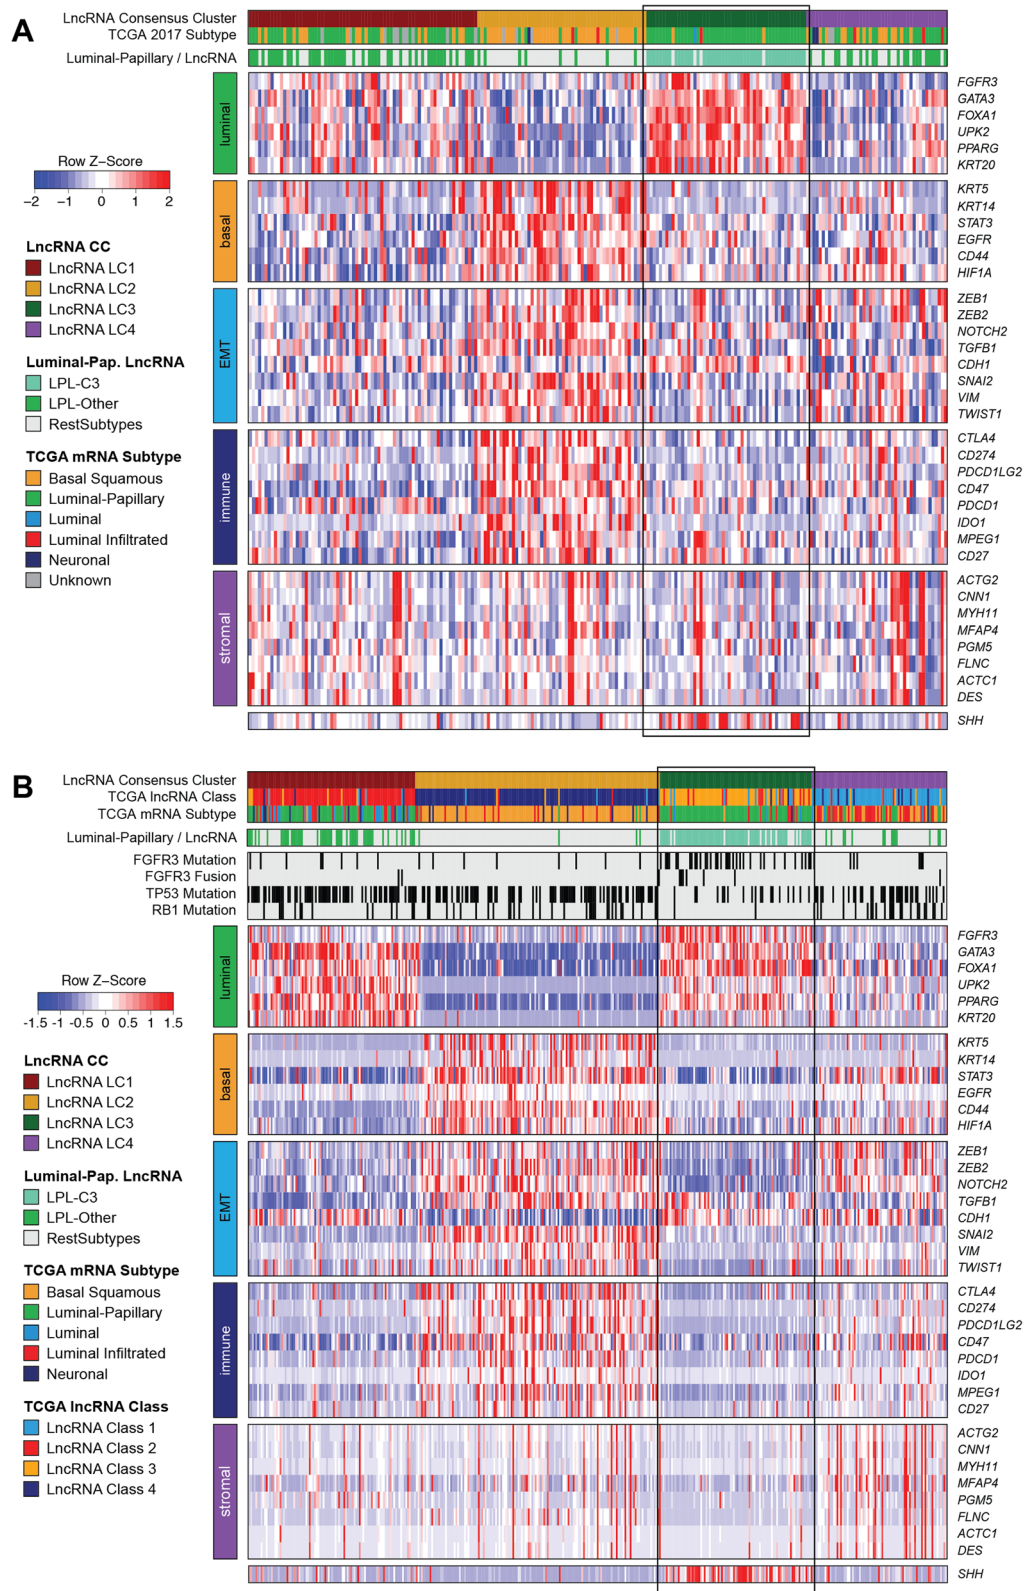 A
LncRNA Consensus Cluster
TCGA 2017 Subtype
Luminal-Papillary / LncRNA
luminal
FGFR3
GATA3
FOXA1
UPK2
PPARG
KRT20
Row Z-Score
−2 −1 0 1 2
basal
KRT5
KRT14
STAT3
EGFR
CD44
HIF1A
LncRNA CC
LncRNA LC1
LncRNA LC2
LncRNA LC3
LncRNA LC4
EMT
ZEB1
ZEB2
NOTCH2
TGFB1
CDH1
SNAI2
VIM
TWIST1
Luminal-Pap. LncRNA
LPL-C3
LPL-Other
RestSubtypes
immune
CTLA4
CD274
PDCD1LG2
CD47
PDCD1
IDO1
MPEG1
CD27
TCGA mRNA Subtype
Basal Squamous
Luminal-Papillary
Luminal
Luminal Infiltrated
Neuronal
Unknown
stromal
ACTG2
CNN1
MYH11
MFAP4
PGM5
FLNC
ACTC1
DES
SHH
B
LncRNA Consensus Cluster
TCGA lncRNA Class
TCGA mRNA Subtype
Luminal-Papillary / LncRNA
FGFR3 Mutation
FGFR3 Fusion
TP53 Mutation
RB1 Mutation
luminal
FGFR3
GATA3
FOXA1
UPK2
PPARG
KRT20
Row Z-Score
-1.5 -0.5 0 0.5 1 1.5
basal
KRT5
KRT14
STAT3
EGFR
CD44
HIF1A
LncRNA CC
LncRNA LC1
LncRNA LC2
LncRNA LC3
LncRNA LC4
EMT
ZEB1
ZEB2
NOTCH2
TGFB1
CDH1
SNAI2
VIM
TWIST1
Luminal-Pap. LncRNA
LPL-C3
LPL-Other
RestSubtypes
TCGA mRNA Subtype
Basal Squamous
Luminal-Papillary
Luminal
Luminal Infiltrated
Neuronal
immune
CTLA4
CD274
PDCD1LG2
CD47
PDCD1
IDO1
MPEG1
CD27
TCGA lncRNA Class
LncRNA Class 1
LncRNA Class 2
LncRNA Class 3
LncRNA Class 4
stromal
ACTG2
CNN1
MYH11
MFAP4
PGM5
FLNC
ACTC1
DES
SHH